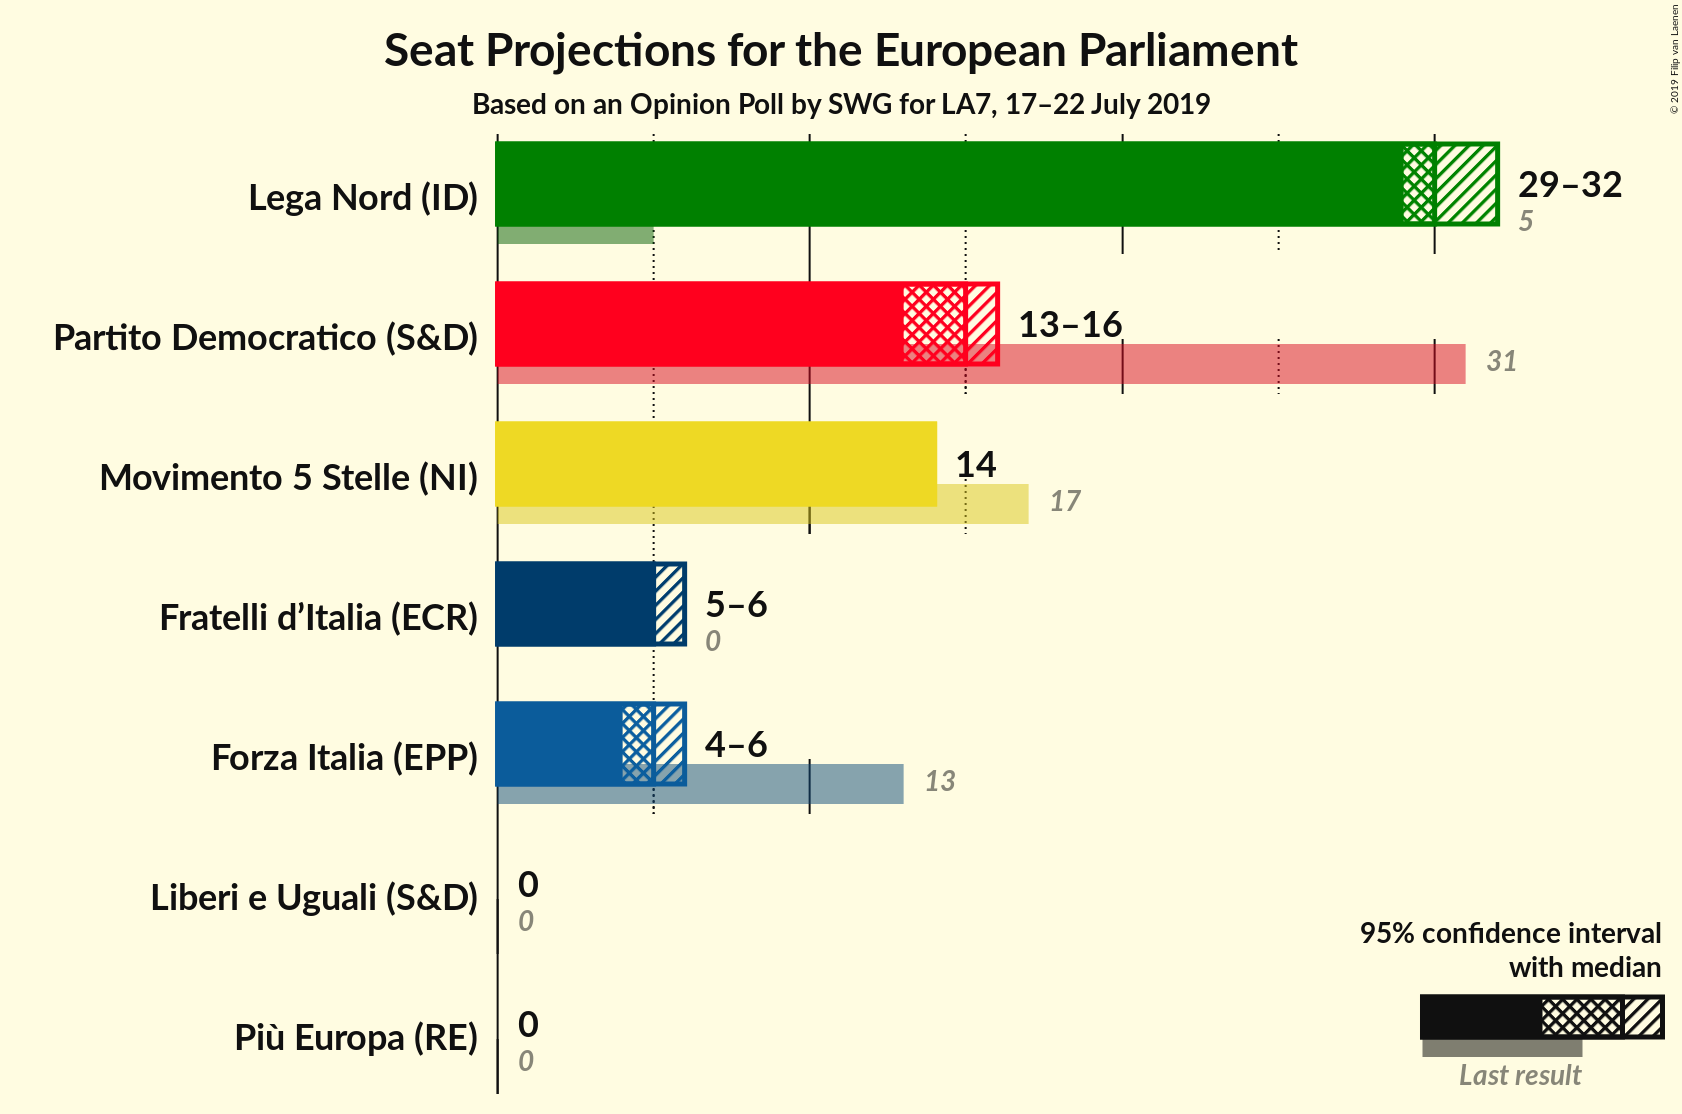 Seat Projections for the European Parliament
Based on an Opinion Poll by SWG for LA7, 17–22 July 2019
© 2019 Filip van Laenen
Lega Nord (ID)
29–32
5
Partito Democratico (S&D)
13–16
31
Movimento 5 Stelle (NI)
14
17
Fratelli d’Italia (ECR)
5–6
0
Forza Italia (EPP)
4–6
13
Liberi e Uguali (S&D)
0
0
Più Europa (RE)
0
0
95% confidence interval
with median
Last result